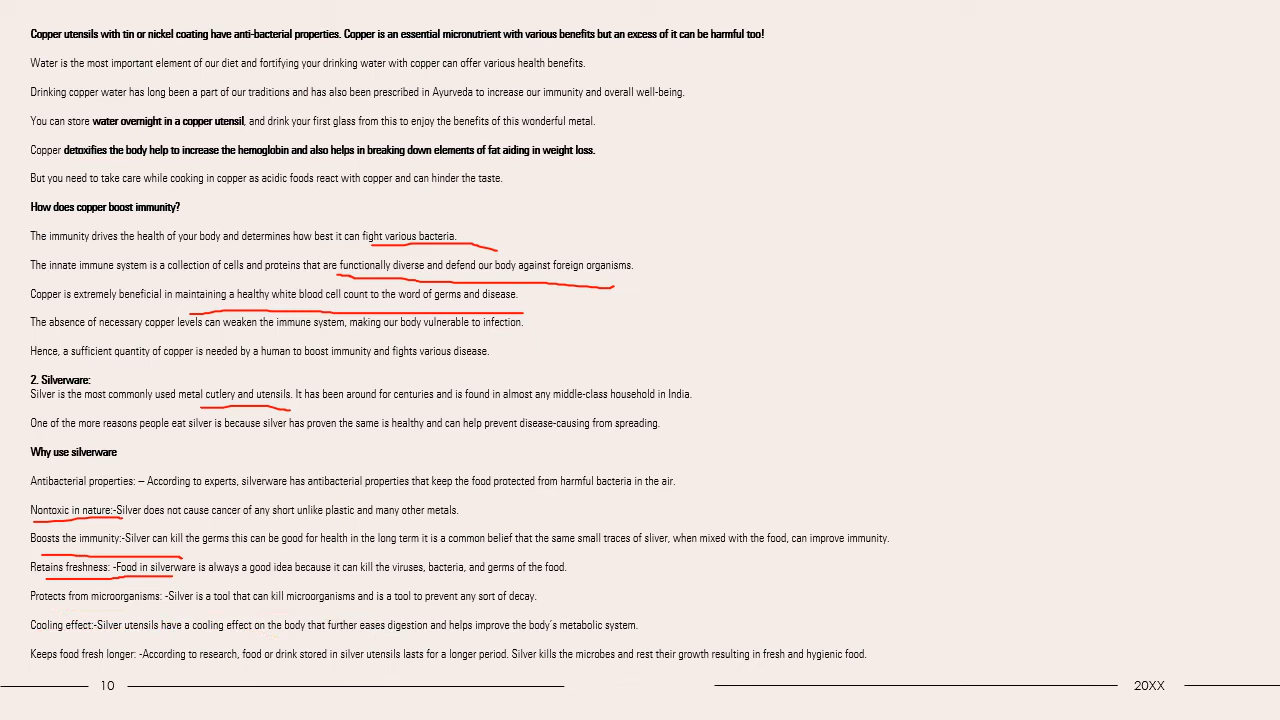 Copper utensils with tin or nickel coating have anti-bacterial properties. Copper is an essential micronutrient with various benefits but an excess of it can be harmful too!
Water is the most important element of our diet and fortifying your drinking water with copper can offer various health benefits.
Drinking copper water has long been a part of our traditions and has also been prescribed in Ayurveda to increase our immunity and overall well-being.
You can store water overnight in a copper utensil, and drink your first glass from this to enjoy the benefits of this wonderful metal.
Copper detoxifies the body help to increase the hemoglobin and also helps in breaking down elements of fat aiding in weight loss.
But you need to take care while cooking in copper as acidic foods react with copper and can hinder the taste.
How does copper boost immunity?
The immunity drives the health of your body and determines how best it can fight various bacteria.
The innate immune system is a collection of cells and proteins that are functionally diverse and defend our body against foreign organisms.
Copper is extremely beneficial in maintaining a healthy white blood cell count to the word of germs and disease.
The absence of necessary copper levels can weaken the immune system, making our body vulnerable to infection.
Hence, a sufficient quantity of copper is needed by a human to boost immunity and fights various disease.
2. Silverware:
Silver is the most commonly used metal cutlery and utensils. It has been around for centuries and is found in almost any middle-class household in India.
One of the more reasons people eat silver is because silver has proven the same is healthy and can help prevent disease-causing from spreading.
Why use silverware
Antibacterial properties: – According to experts, silverware has antibacterial properties that keep the food protected from harmful bacteria in the air.
Nontoxic in nature:-Silver does not cause cancer of any short unlike plastic and many other metals.
Boosts the immunity:-Silver can kill the germs this can be good for health in the long term it is a common belief that the same small traces of sliver, when mixed with the food, can improve immunity.
Retains freshness: -Food in silverware is always a good idea because it can kill the viruses, bacteria, and germs of the food.
Protects from microorganisms: -Silver is a tool that can kill microorganisms and is a tool to prevent any sort of decay.
Cooling effect:-Silver utensils have a cooling effect on the body that further eases digestion and helps improve the body's metabolic system.
Keeps food fresh longer: -According to research, food or drink stored in silver utensils lasts for a longer period. Silver kills the microbes and rest their growth resulting in fresh and hygienic food.
10
20XX